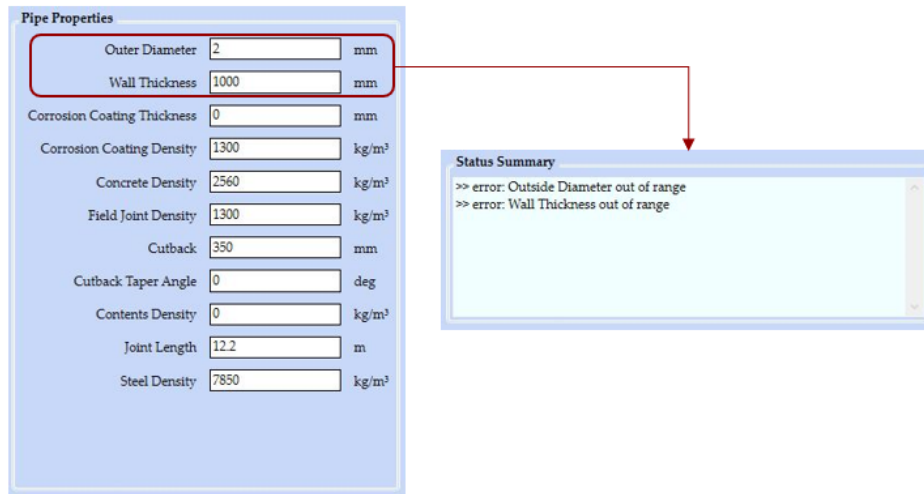 Pipe Properties
Outer Diameter 2 mm
Wall Thickness 1000 mm
Corrosion Coating Thickness 0 mm
Corrosion Coating Density 1300 kg/m³
Concrete Density 2560 kg/m³
Field Joint Density 1300 kg/m³
Cutback 350 mm
Cutback Taper Angle 0 deg
Contents Density 0 kg/m³
Joint Length 12.2 m
Steel Density 7850 kg/m³
Status Summary
>> error: Outside Diameter out of range
>> error: Wall Thickness out of range